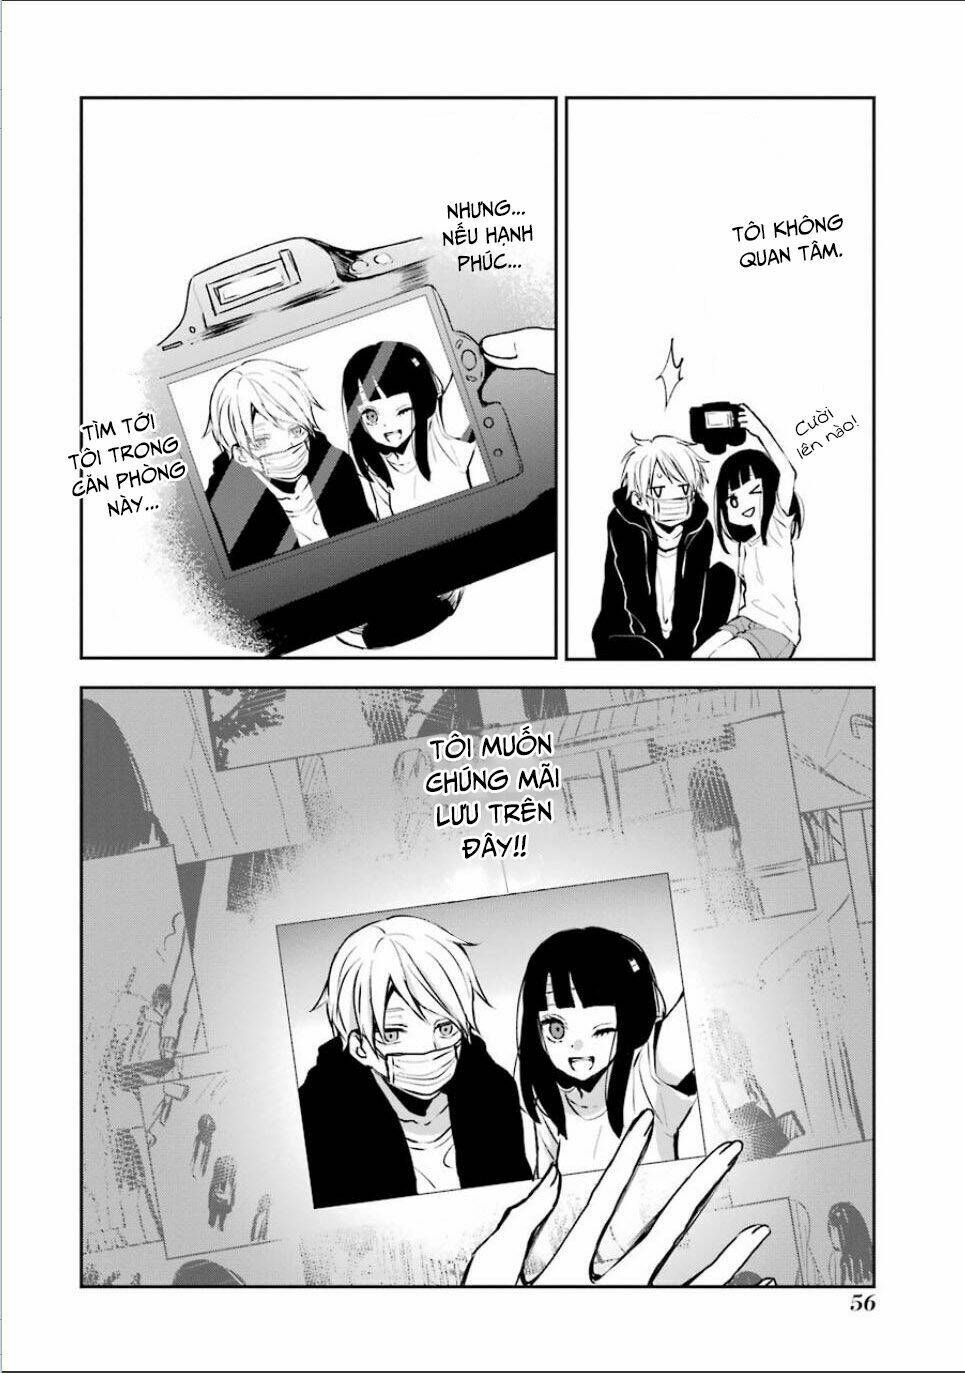 TÔI KHÔNG
QUAN TÂM.
Cười
lên nào!
NHƯNG...
NẾU HẠNH
PHÚC...
TÌM TỚI
TÔI TRONG
CĂN PHÒNG
NÀY...
TÔI MUỐN
CHÚNG MÃI
LƯU TRÊN
ĐÂY!!
56